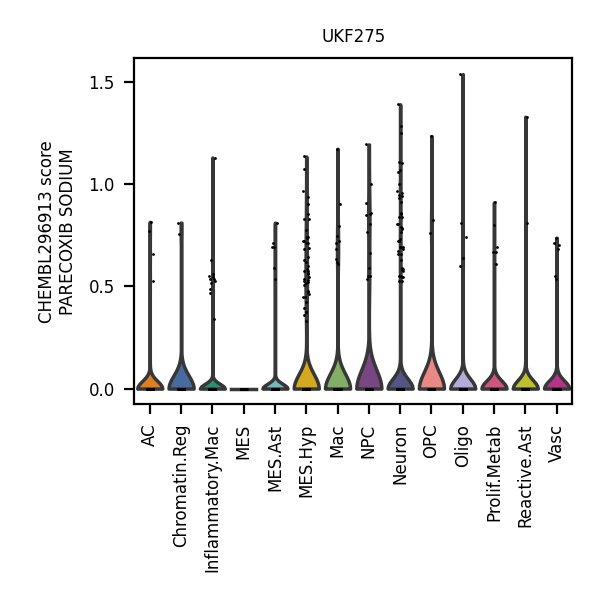 UKF275
CHEMBL296913 score
PARECOXIB SODIUM
1.5
1.0
0.5
0.0
AC
Chromatin.Reg
Inflammatory.Mac
MES
MES.Ast
MES.Hyp
Mac
NPC
Neuron
OPC
Oligo
Prolif.Metab
Reactive.Ast
Vasc